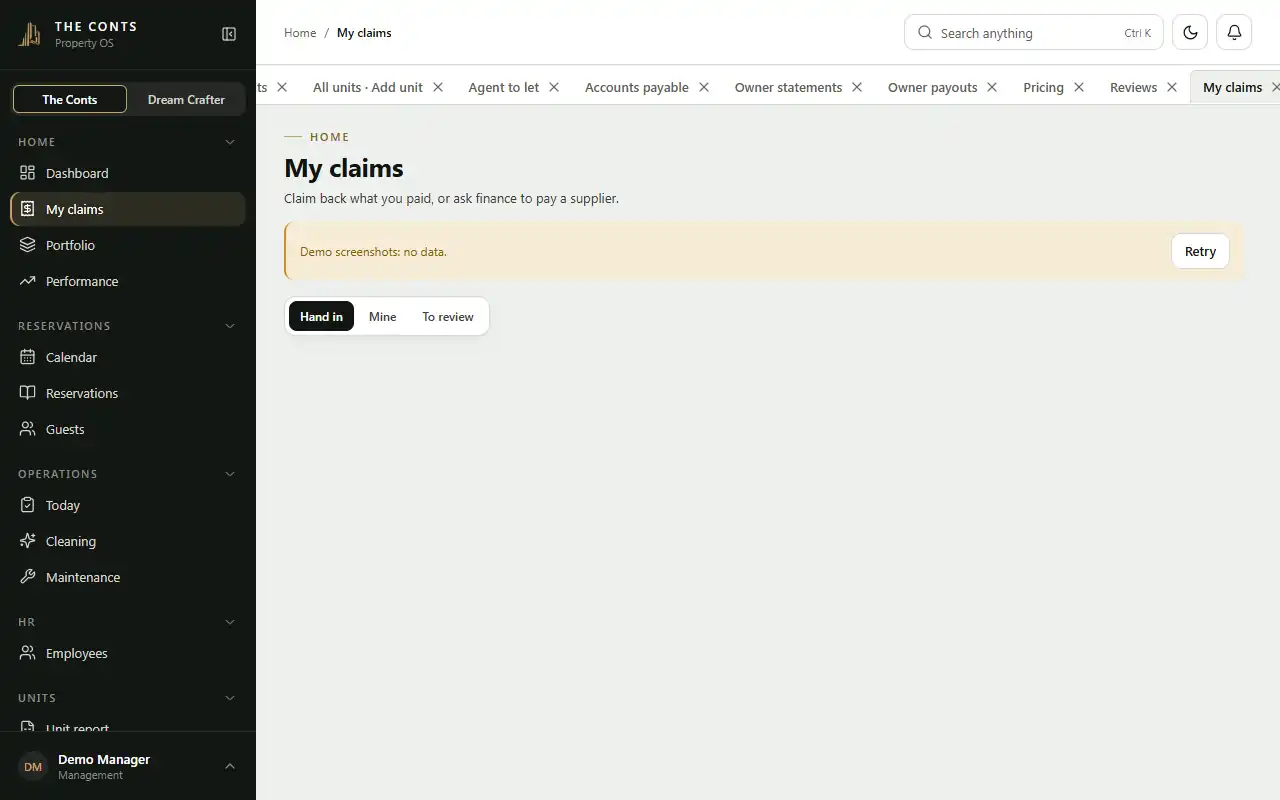 THE CONTS
Property OS
The Conts
Dream Crafter
HOME
Dashboard
My claims
Portfolio
Performance
RESERVATIONS
Calendar
Reservations
Guests
OPERATIONS
Today
Cleaning
Maintenance
HR
Employees
UNITS
Unit report
DM
Demo Manager
Management
Home / My claims
Search anything
Ctrl K
ts
All units · Add unit
Agent to let
Accounts payable
Owner statements
Owner payouts
Pricing
Reviews
My claims
HOME
My claims
Claim back what you paid, or ask finance to pay a supplier.
Demo screenshots: no data.
Retry
Hand in
Mine
To review